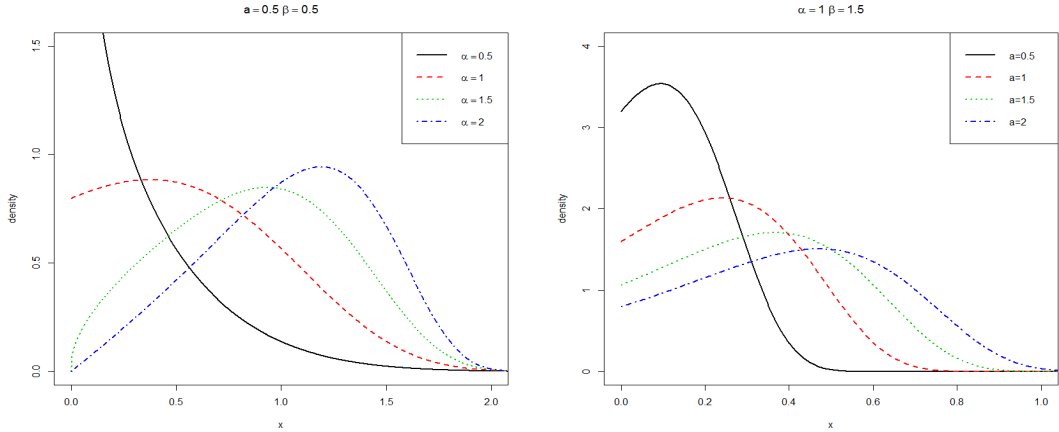 a = 0.5 β = 0.5
density
1.5
1.0
0.5
0.0
0.0 0.5 1.0 1.5 2.0
x
α = 0.5
α = 1
α = 1.5
α = 2
α = 1 β = 1.5
density
4
3
2
1
0
0.0 0.2 0.4 0.6 0.8 1.0
x
a=0.5
a=1
a=1.5
a=2